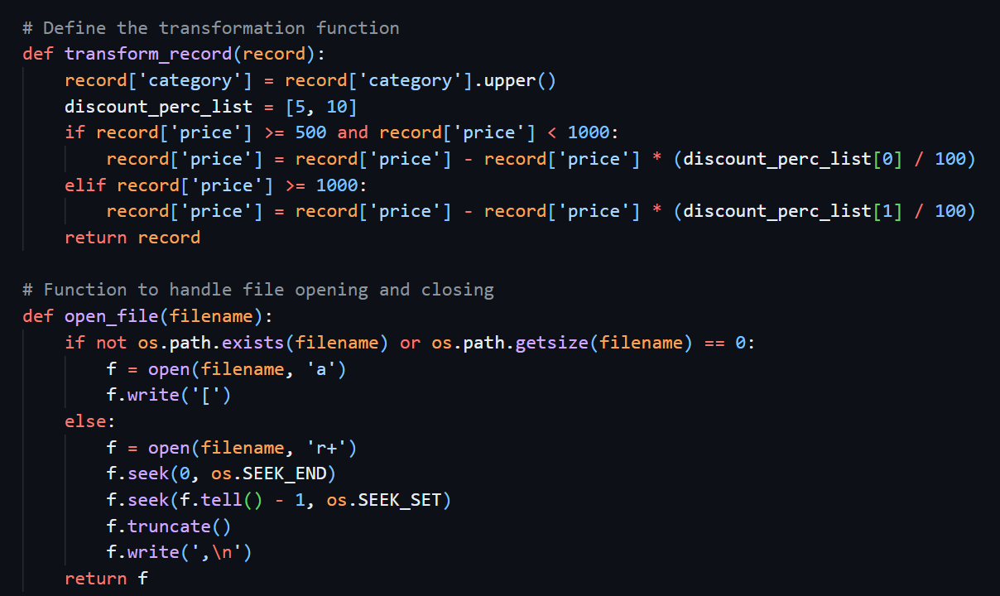 # Define the transformation function
def transform_record(record):
    record['category'] = record['category'].upper()
    discount_perc_list = [5, 10]
    if record['price'] >= 500 and record['price'] < 1000:
        record['price'] = record['price'] - record['price'] * (discount_perc_list[0] / 100)
    elif record['price'] >= 1000:
        record['price'] = record['price'] - record['price'] * (discount_perc_list[1] / 100)
    return record

# Function to handle file opening and closing
def open_file(filename):
    if not os.path.exists(filename) or os.path.getsize(filename) == 0:
        f = open(filename, 'a')
        f.write('[')
    else:
        f = open(filename, 'r+')
        f.seek(0, os.SEEK_END)
        f.seek(f.tell() - 1, os.SEEK_SET)
        f.truncate()
        f.write(',\n')
    return f